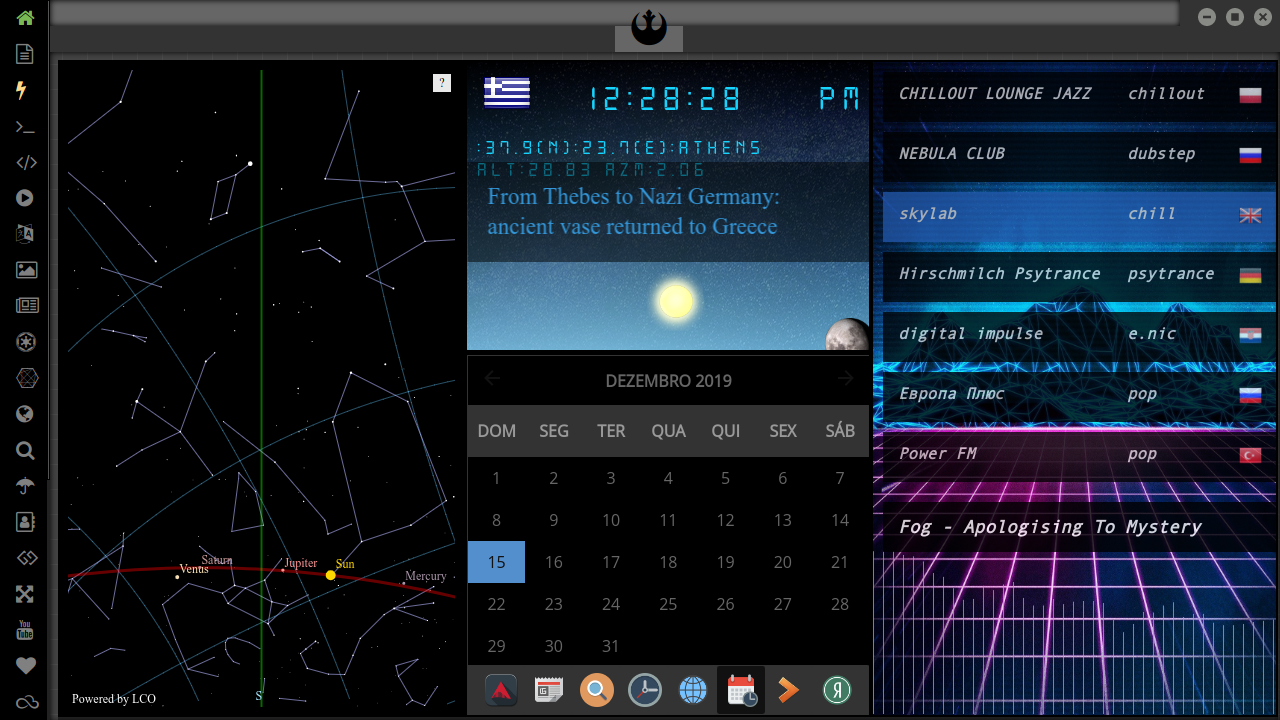 ?
Saturn
Venus
Jupiter
Sun
Mercury
S
Powered by LCO
12:28:28 PM
:37.9(N):23.7(E):ATHENS
ALT:28.83 AZM:2.06
From Thebes to Nazi Germany:
ancient vase returned to Greece
DEZEMBRO 2019
DOM SEG TER QUA QUI SEX SÁB
1 2 3 4 5 6 7
8 9 10 11 12 13 14
15 16 17 18 19 20 21
22 23 24 25 26 27 28
29 30 31
Я
CHILLOUT LOUNGE JAZZ chillout
NEBULA CLUB dubstep
skylab chill
Hirschmilch Psytrance psytrance
digital impulse e.nic
Европа Плюс pop
Power FM pop
Fog - Apologising To Mystery
You
Tube